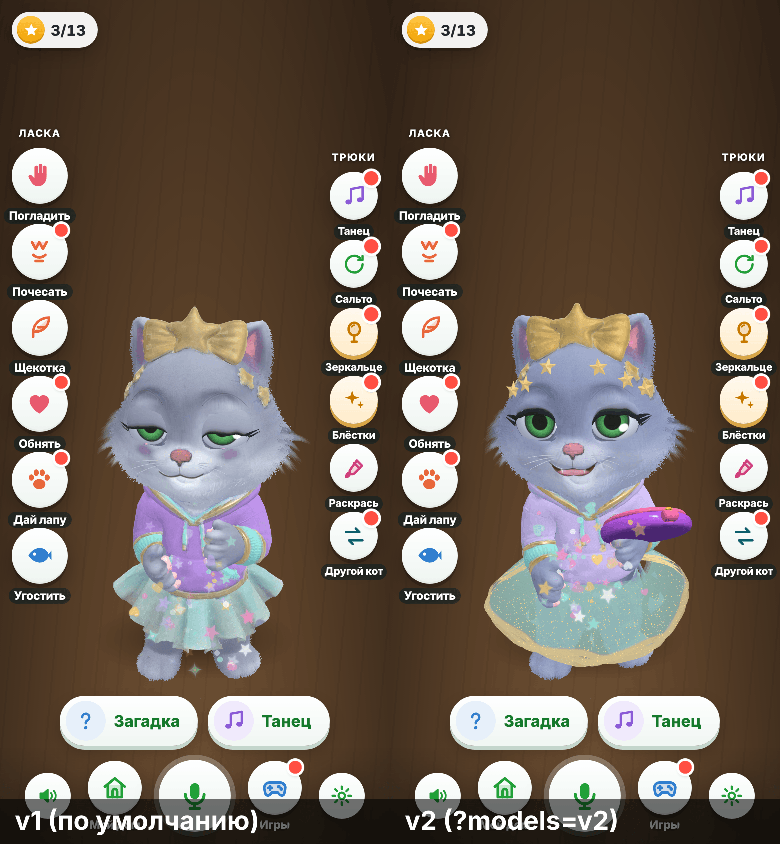 3/13
ЛАСКА
Погладить
Почесать
Щекотка
Обнять
Дай лапу
Угостить
ТРЮКИ
Танец
Сальто
Зеркальце
Блёстки
Раскрась
Другой кот
? Загадка
Танец
Игры
v1 (по умолчанию)
3/13
ЛАСКА
Погладить
Почесать
Щекотка
Обнять
Дай лапу
Угостить
ТРЮКИ
Танец
Сальто
Зеркальце
Блёстки
Раскрась
Другой кот
? Загадка
Танец
Игры
v2 (?models=v2)